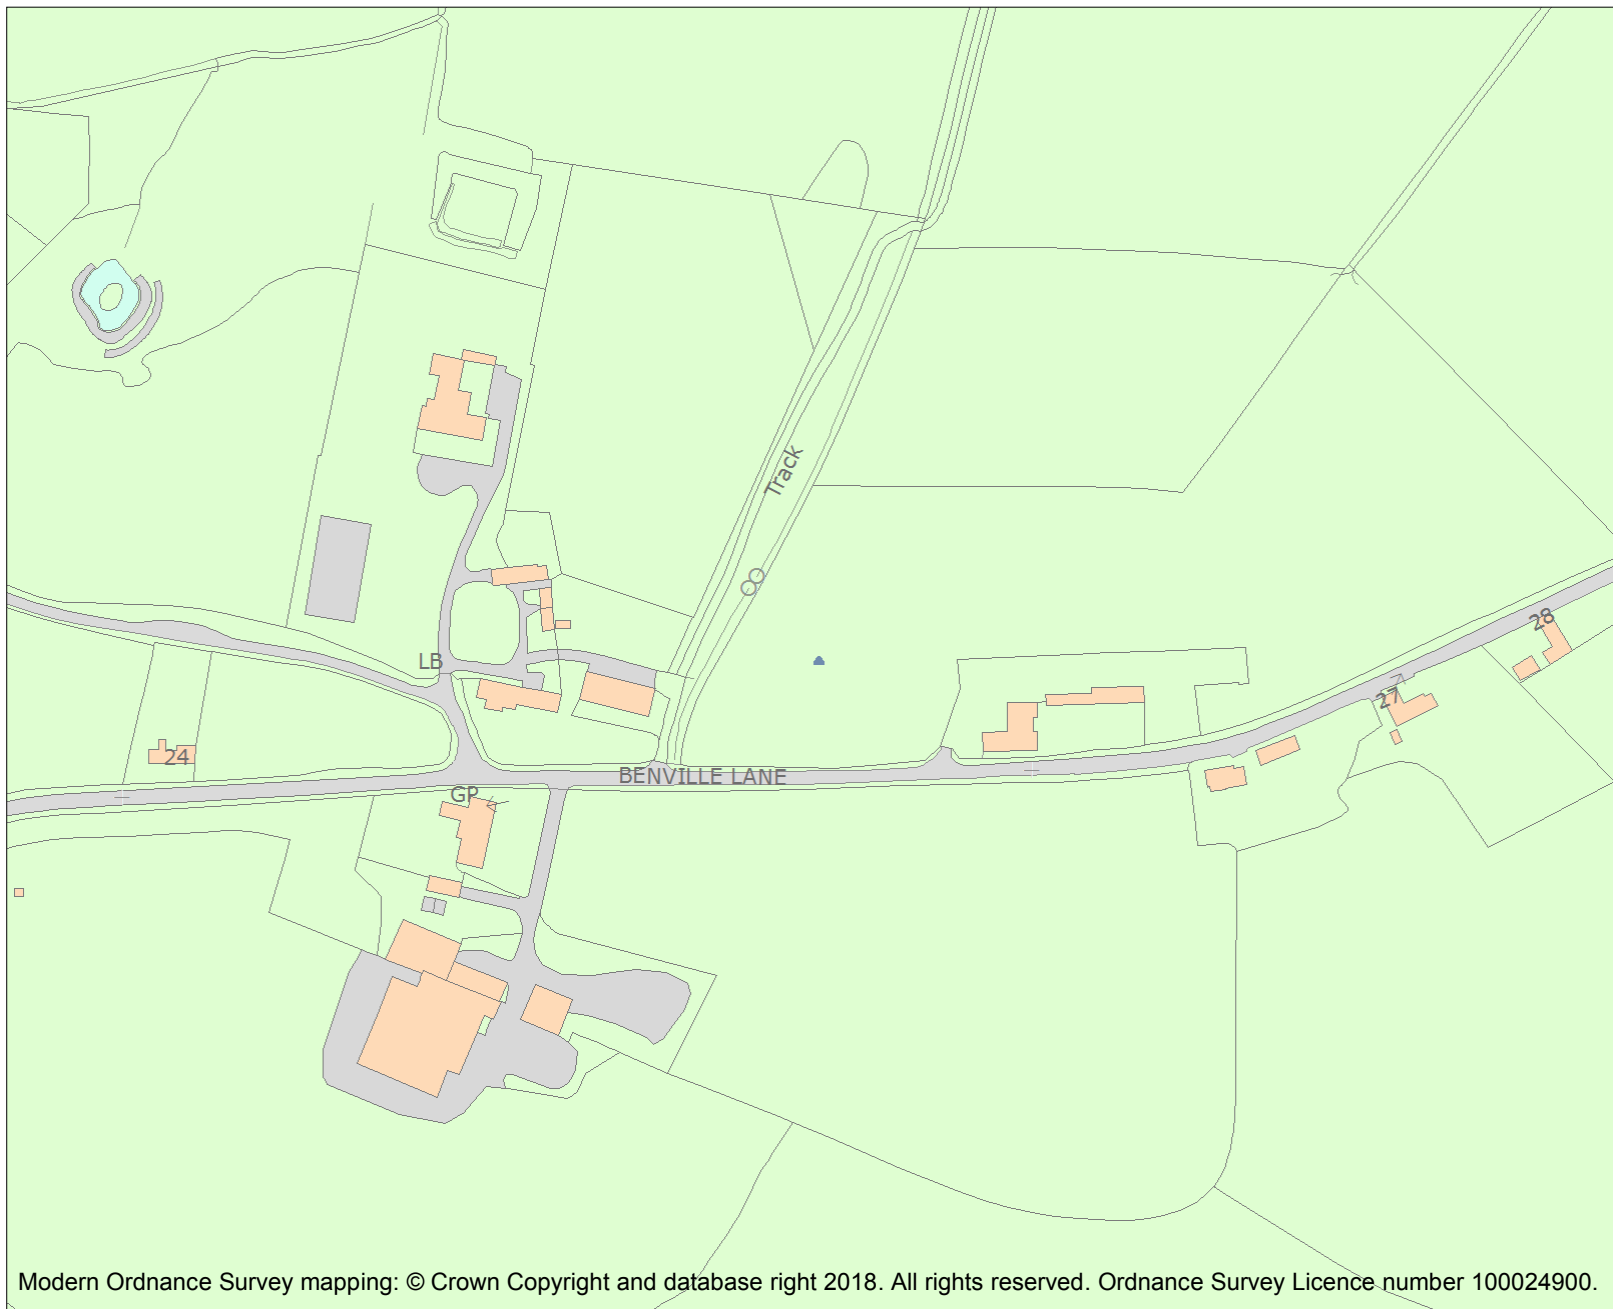 Track
28
LB
27
24
BENVILLE LANE
GP
Modern Ordnance Survey mapping: © Crown Copyright and database right 2018. All rights reserved. Ordnance Survey Licence number 100024900.